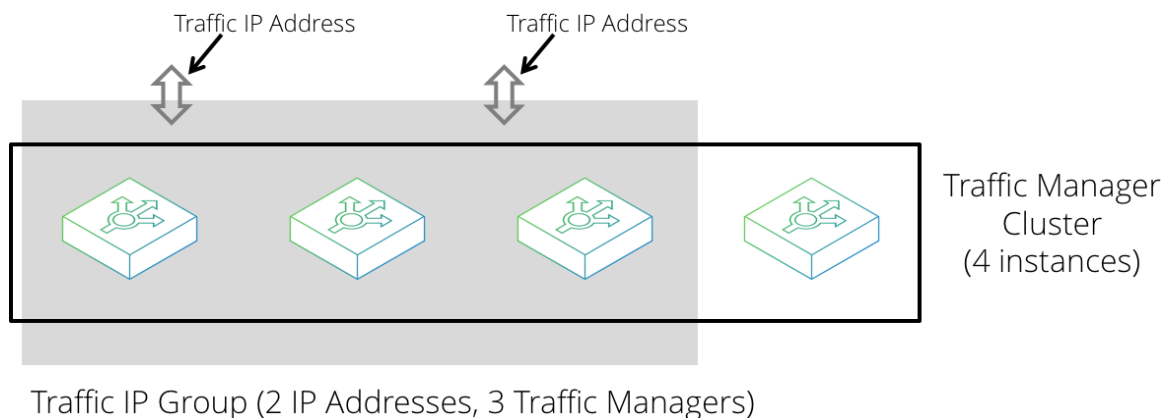 Traffic IP Address
Traffic IP Address
Traffic Manager
Cluster
(4 instances)
Traffic IP Group (2 IP Addresses, 3 Traffic Managers)